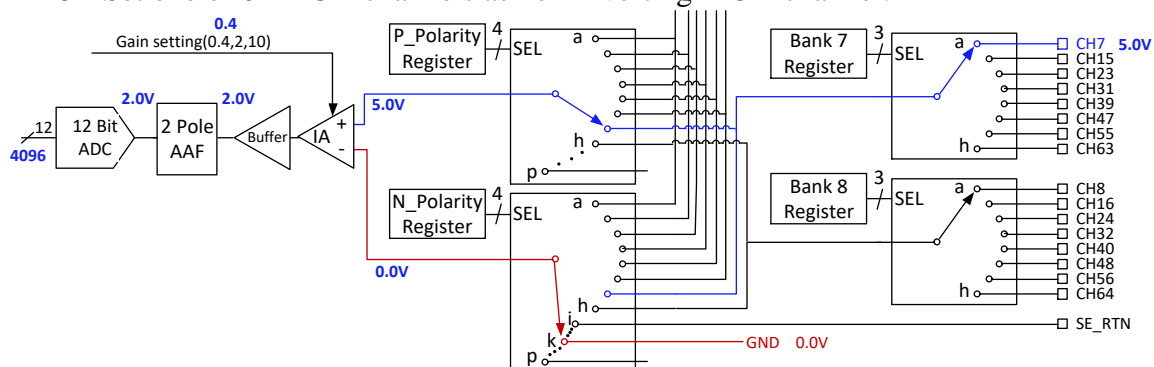 0.4
Gain setting(0.4,2,10)
2.0V
2.0V
12
4096
12 Bit
ADC
2 Pole
AAF
Buffer
IA
+
-
5.0V
0.0V
P_Polarity
Register
4
SEL
a
h
p
N_Polarity
Register
4
SEL
a
h
i
k
p
GND 0.0V
Bank 7
Register
3
SEL
a
h
CH7 5.0V
CH15
CH23
CH31
CH39
CH47
CH55
CH63
Bank 8
Register
3
SEL
a
h
CH8
CH16
CH24
CH32
CH40
CH48
CH56
CH64
SE_RTN